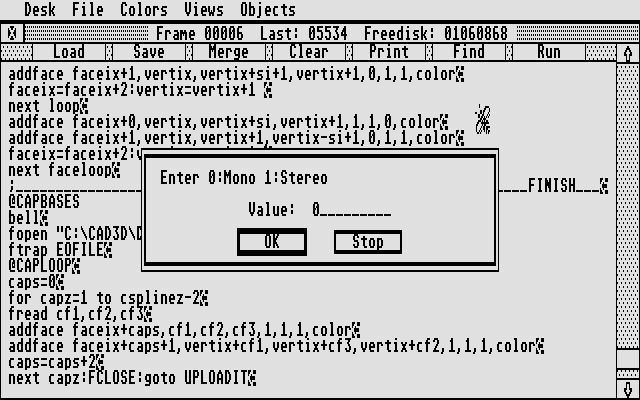 Desk File Colors Views Objects
Frame 00006 Last: 05534 Freedisk: 01060868
Load Save Merge Clear Print Find Run
addface faceix+1,vertix,vertix+si+1,vertix+1,0,1,1,color
faceix=faceix+2:vertix=vertix+1
next loop
addface faceix+0,vertix,vertix+si,vertix+1,1,1,0,color
addface faceix+1,vertix,vertix+1,vertix-si+1,0,1,1,color
faceix=faceix+2:v
next faceloop
;________________FINISH___
@CAPBASES
bell
fopen "C:\CAD3D\D
ftrap EOFILE
@CAPLOOP
caps=0
for capz=1 to csplinez-2
fread cf1,cf2,cf3
addface faceix+caps,cf1,cf2,cf3,1,1,1,color
addface faceix+caps+1,vertix+cf1,vertix+cf3,vertix+cf2,1,1,1,color
caps=caps+2
next capz:FCLOSE:goto UPLOADIT
Enter 0:Mono 1:Stereo
Value: 0_________
OK Stop